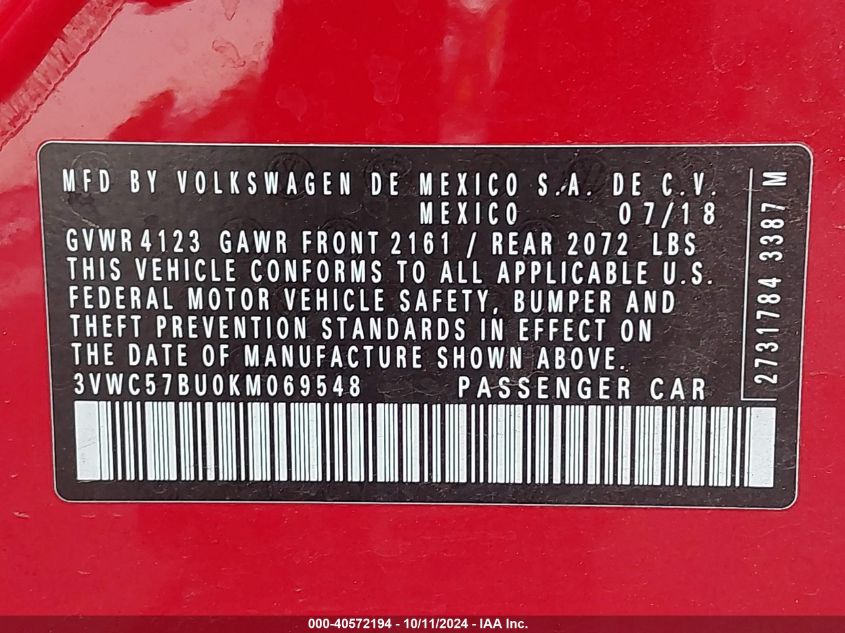 MFD BY VOLKSWAGEN DE MEXICO S.A. DE C.V.
MEXICO 07/18
GVWR 4123 GAWR FRONT 2161 / REAR 2072 LBS
THIS VEHICLE CONFORMS TO ALL APPLICABLE U.S.
FEDERAL MOTOR VEHICLE SAFETY, BUMPER AND
THEFT PREVENTION STANDARDS IN EFFECT ON
THE DATE OF MANUFACTURE SHOWN ABOVE.
3VWC57BU0KM069548 PASSENGER CAR
2731784 3387 M
000-40572194 - 10/11/2024 - IAA Inc.